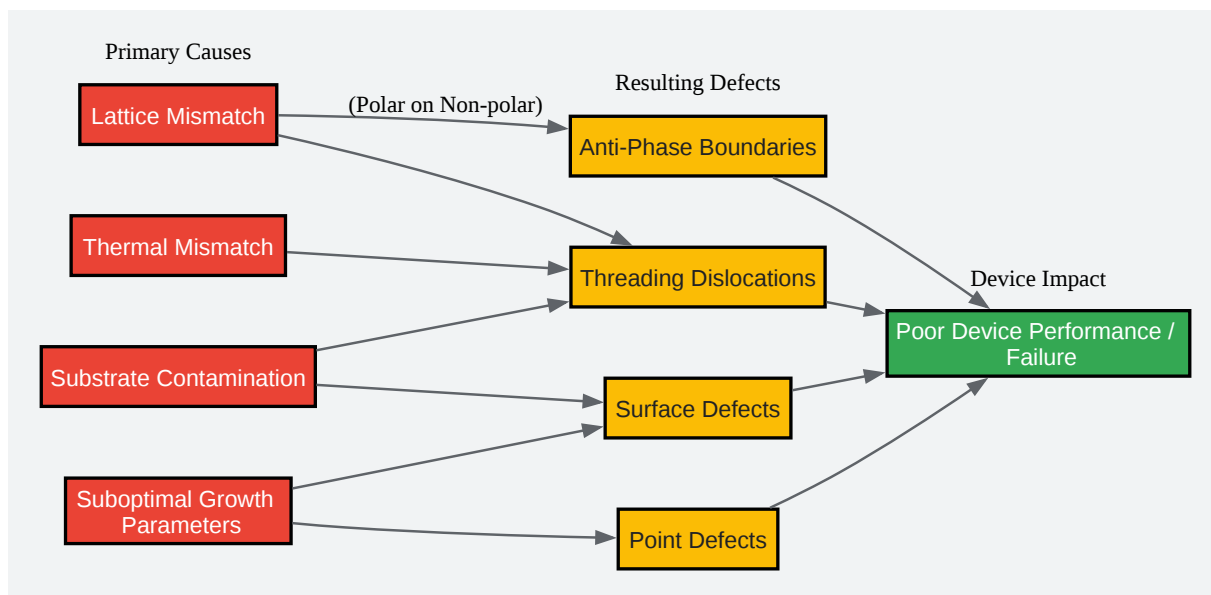 Primary Causes
Lattice Mismatch
(Polar on Non-polar)
Resulting Defects
Anti-Phase Boundaries
Thermal Mismatch
Threading Dislocations
Device Impact
Poor Device Performance /
Failure
Substrate Contamination
Surface Defects
Suboptimal Growth
Parameters
Point Defects